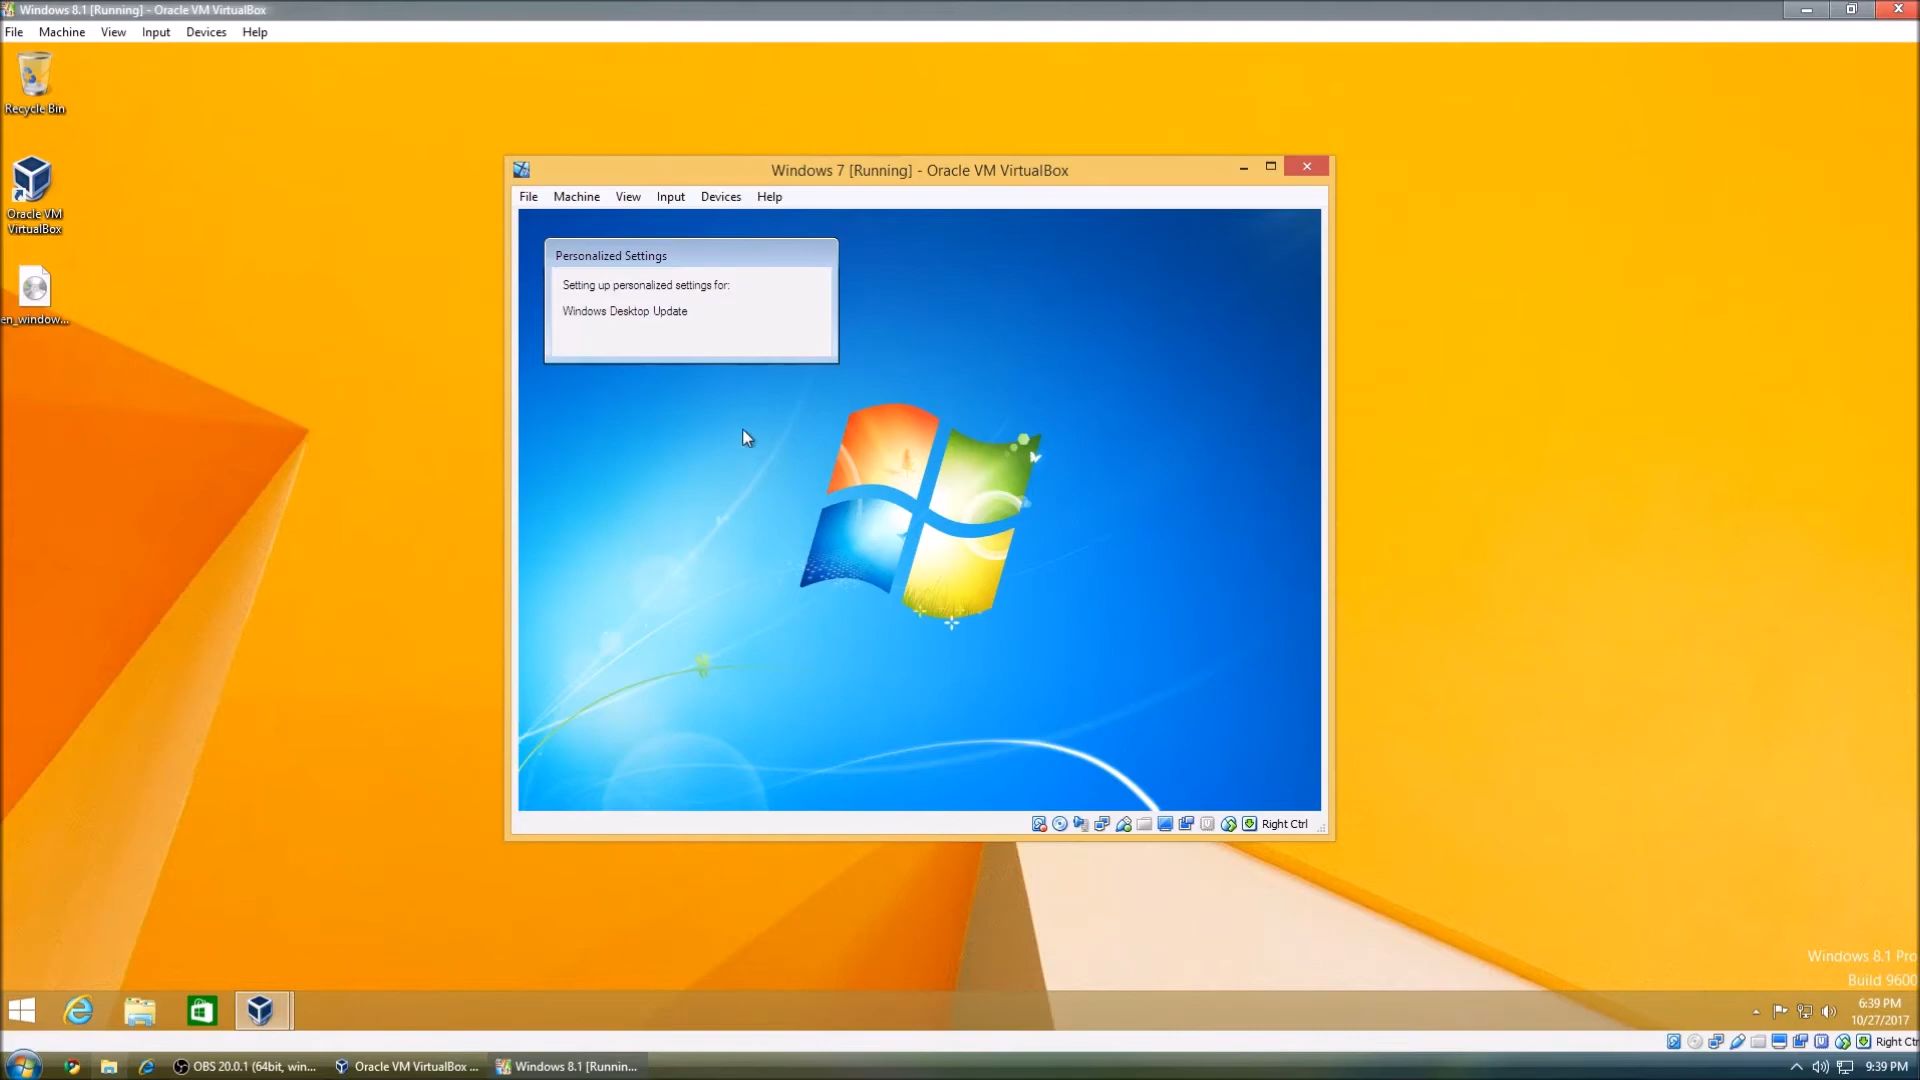 Windows 8.1 [Running] - Oracle VM VirtualBox
File Machine View Input Devices Help
Recycle Bin
Oracle VM
VirtualBox
en_window...
Windows 7 [Running] - Oracle VM VirtualBox
File Machine View Input Devices Help
Personalized Settings
Setting up personalized settings for:
Windows Desktop Update
Right Ctrl
Windows 8.1 Pro
Build 9600
6:39 PM
10/27/2017
Right Ctr
OBS 20.0.1 (64bit, win...
Oracle VM VirtualBox ...
Windows 8.1 [Runnin...
9:39 PM